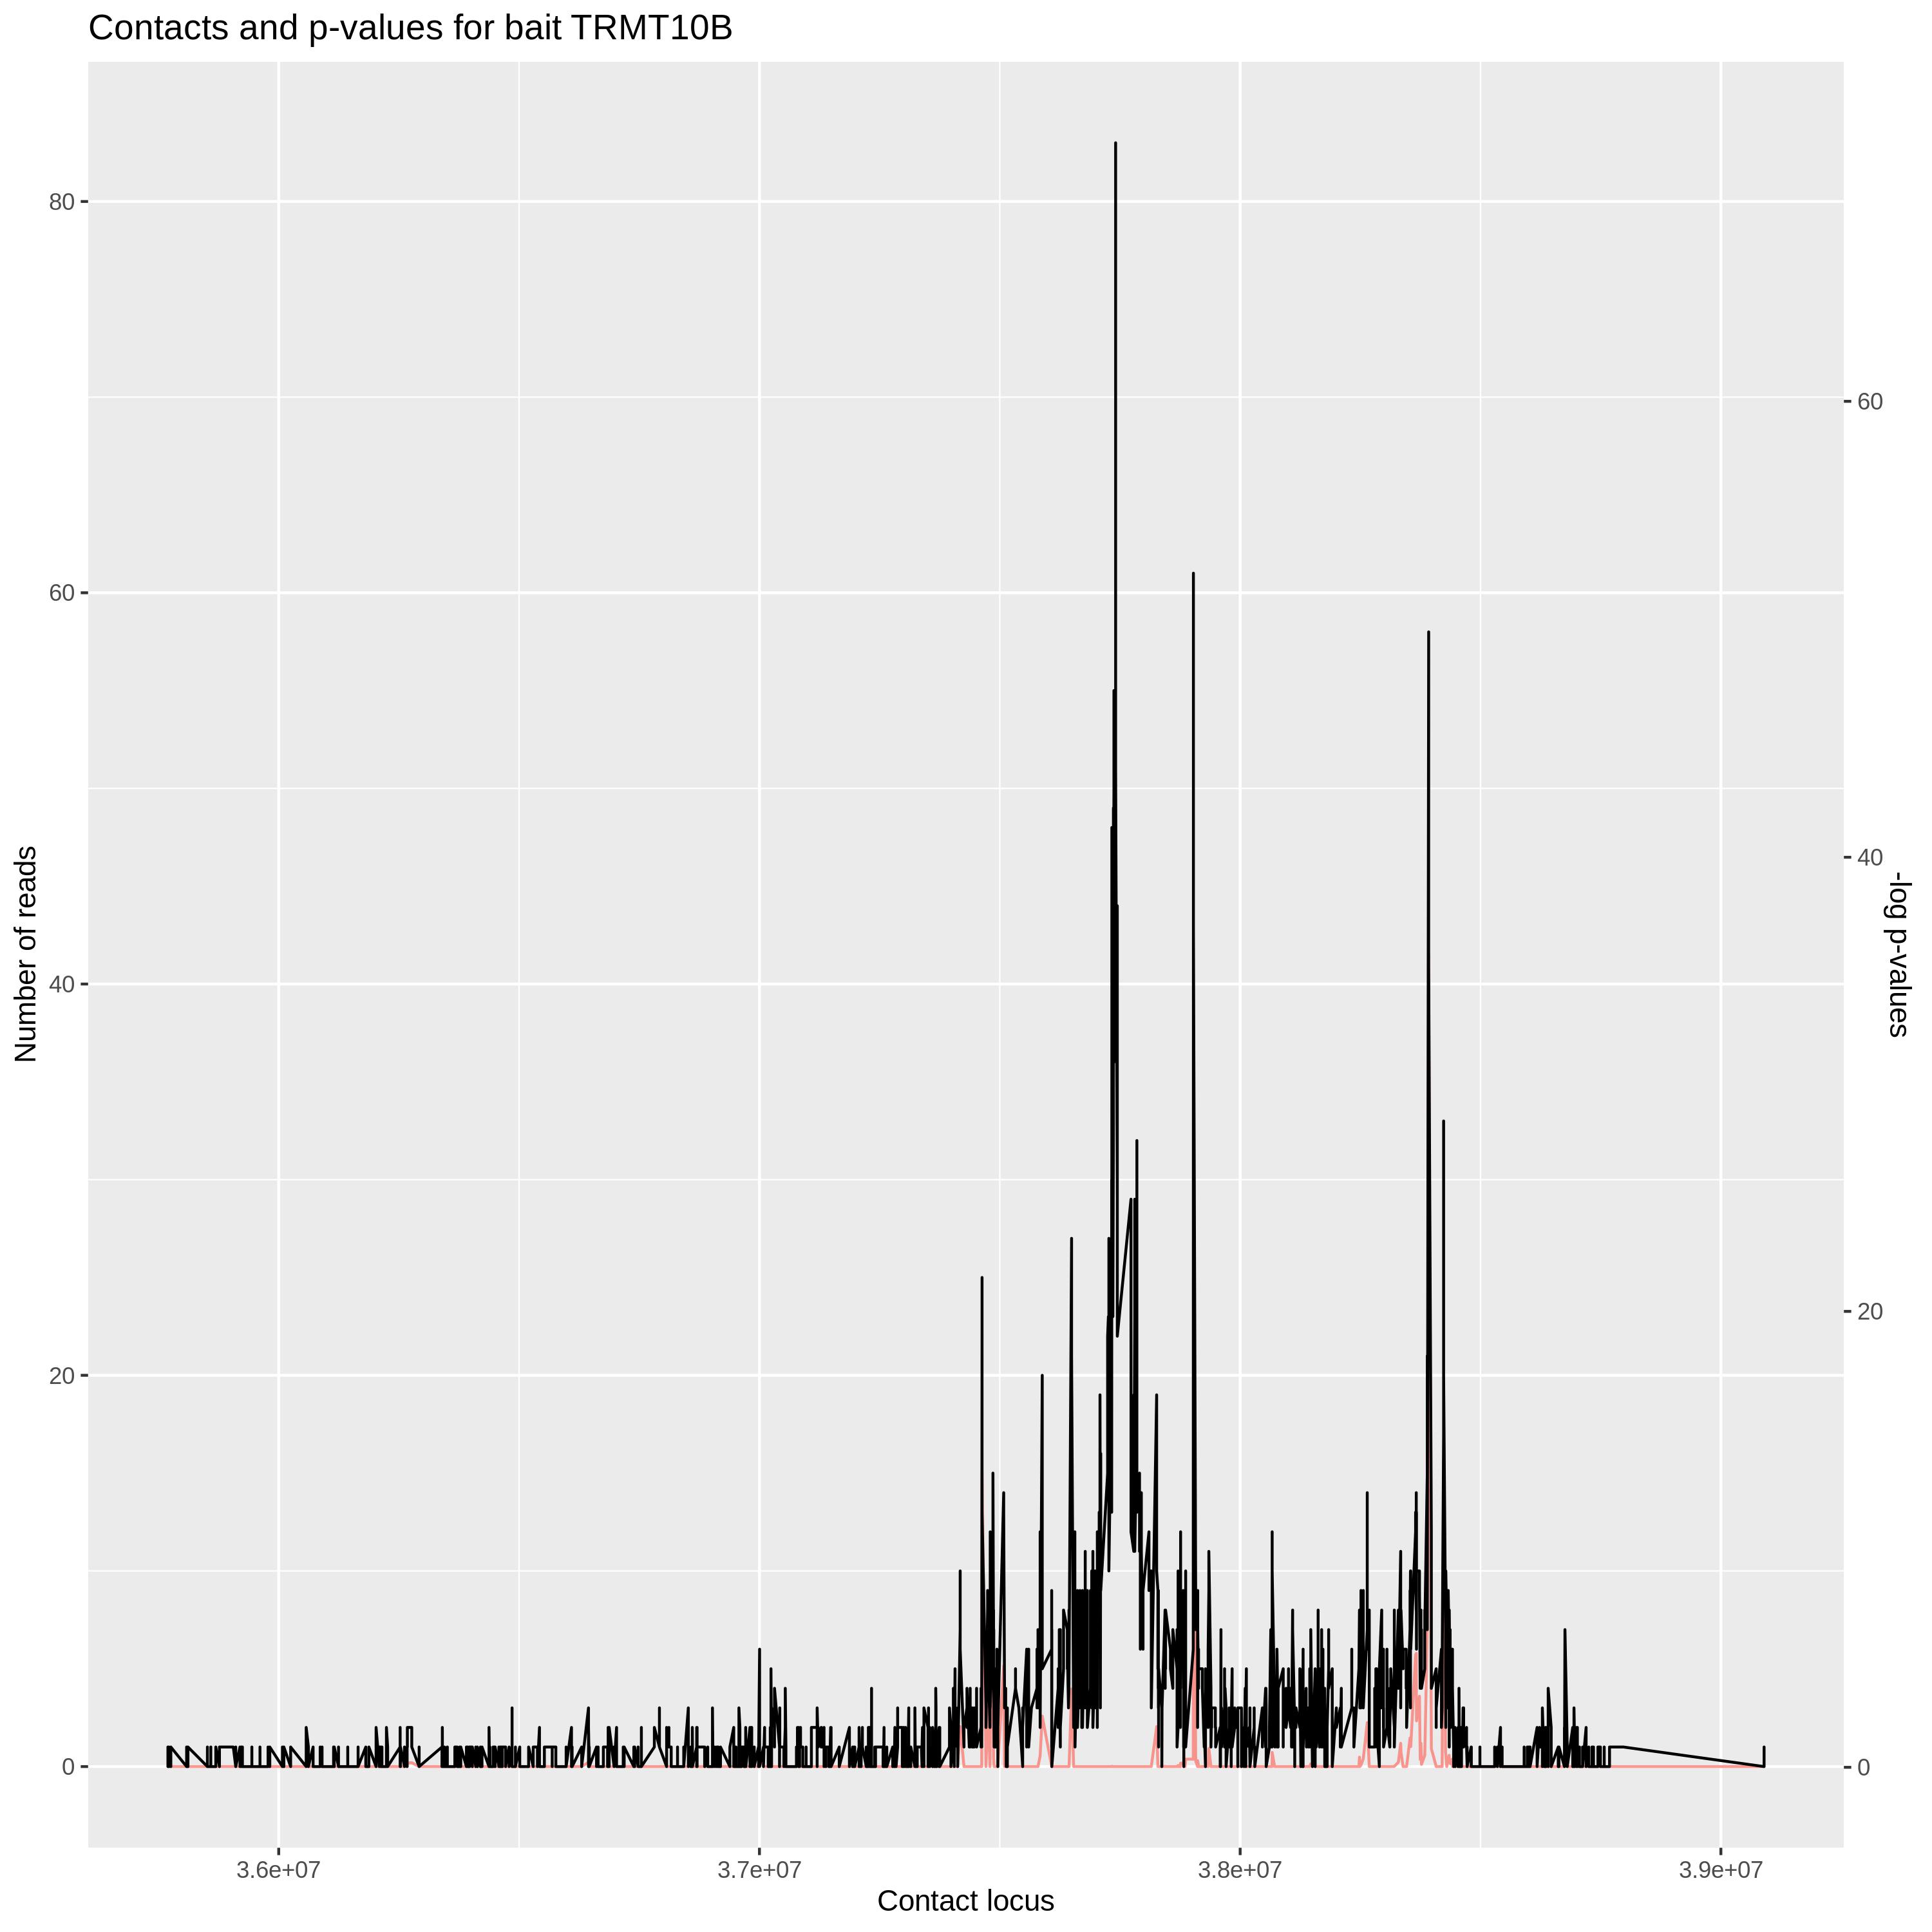 Contacts and p-values for bait TRMT10B
Number of reads
80
60
40
20
0
60
40
20
0
-log p-values
3.6e+07 3.7e+07 3.8e+07 3.9e+07
Contact locus